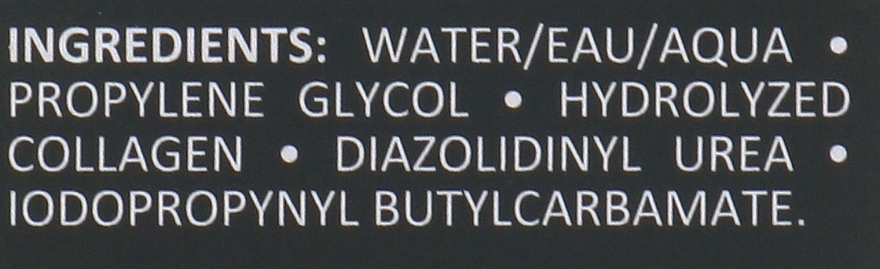 INGREDIENTS: WATER/EAU/AQUA •
PROPYLENE GLYCOL • HYDROLYZED
COLLAGEN • DIAZOLIDINYL UREA •
IODOPROPYNYL BUTYLCARBAMATE.